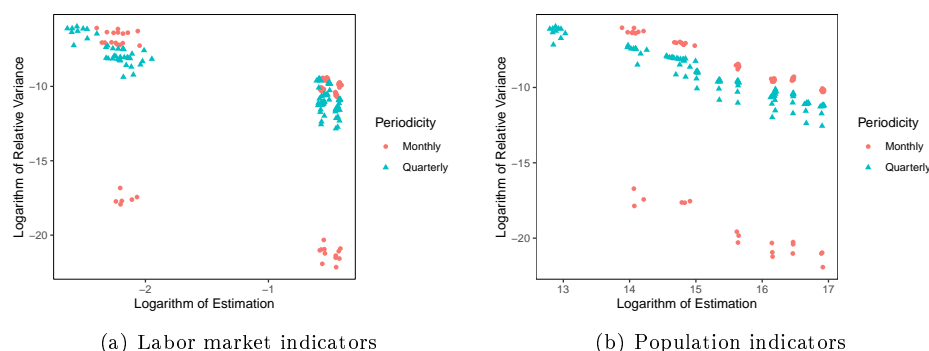 Logarithm of Relative Variance
−10
−15
−20
−2
−1
Logarithm of Estimation
Periodicity
Monthly
Quarterly
(a) Labor market indicators
Logarithm of Relative Variance
−10
−15
−20
13
14
15
16
17
Logarithm of Estimation
Periodicity
Monthly
Quarterly
(b) Population indicators